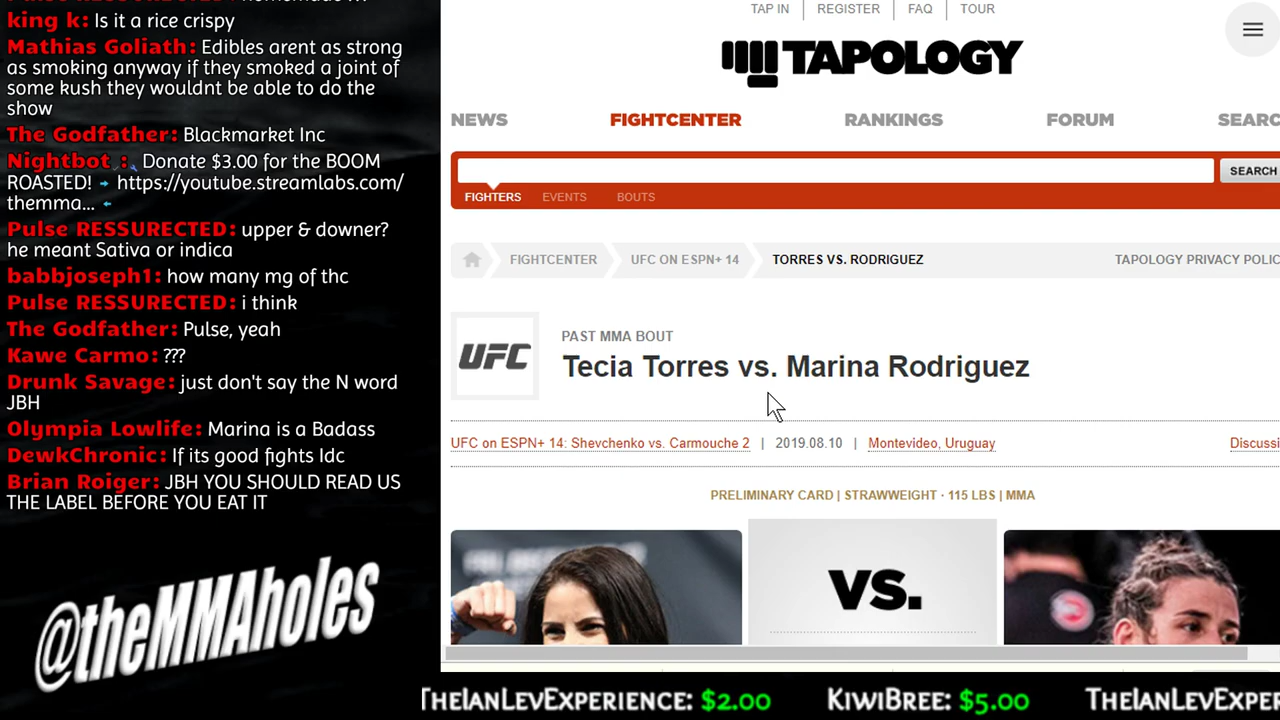 king k: Is it a rice crispy
Mathias Goliath: Edibles arent as strong
as smoking anyway if they smoked a joint of
some kush they wouldnt be able to do the
show
The Godfather: Blackmarket Inc
Nightbot : Donate $3.00 for the BOOM
ROASTED! → https://youtube.streamlabs.com/
themma... ←
Pulse RESSURECTED: upper & downer?
he meant Sativa or indica
babbjoseph1: how many mg of thc
Pulse RESSURECTED: i think
The Godfather: Pulse, yeah
Kawe Carmo: ???
Drunk Savage: just don't say the N word
JBH
Olympia Lowlife: Marina is a Badass
DewkChronic: If its good fights Idc
Brian Roiger: JBH YOU SHOULD READ US
THE LABEL BEFORE YOU EAT IT
@theMMAholes
TAP IN | REGISTER | FAQ | TOUR
TAPOLOGY
NEWS FIGHTCENTER RANKINGS FORUM SEARC
SEARCH
FIGHTERS EVENTS BOUTS
FIGHTCENTER UFC ON ESPN+ 14 TORRES VS. RODRIGUEZ TAPOLOGY PRIVACY POLIC
UFC
PAST MMA BOUT
Tecia Torres vs. Marina Rodriguez
UFC on ESPN+ 14: Shevchenko vs. Carmouche 2 | 2019.08.10 | Montevideo, Uruguay Discussi
PRELIMINARY CARD | STRAWWEIGHT · 115 LBS | MMA
VS.
TheIanLevExperience: $2.00 KiwiBree: $5.00 TheIanLevExper